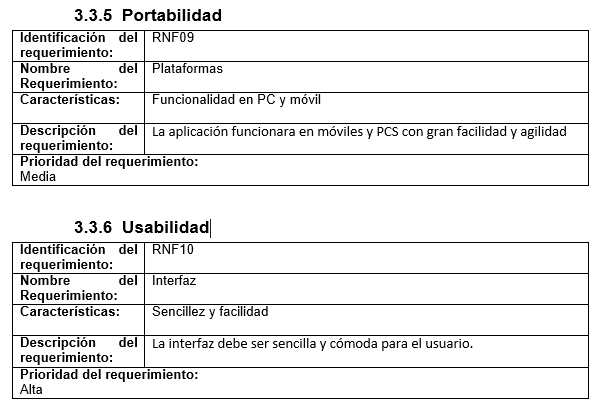 3.3.5 Portabilidad
Identificación del RNF09
requerimiento:
Nombre del Plataformas
Requerimiento:
Características: Funcionalidad en PC y móvil
Descripción del La aplicación funcionara en móviles y PCS con gran facilidad y agilidad
requerimiento:
Prioridad del requerimiento:
Media
3.3.6 Usabilidad
Identificación del RNF10
requerimiento:
Nombre del Interfaz
Requerimiento:
Características: Sencillez y facilidad
Descripción del La interfaz debe ser sencilla y cómoda para el usuario.
requerimiento:
Prioridad del requerimiento:
Alta